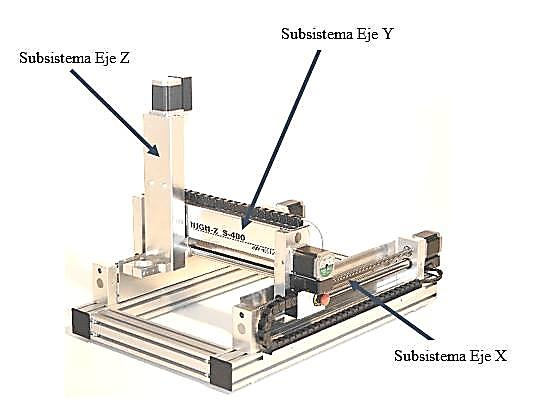 Subsistema Eje Y
Subsistema Eje Z
HIGH-Z S-400
Subsistema Eje X